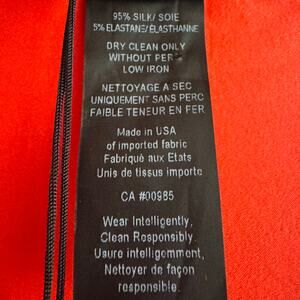 95% SILK/ SOIE
5% ELASTANE/ÉLASTHANNE
DRY CLEAN ONLY
WITHOUT PERC
LOW IRON
NETTOYAGE A SEC
UNIQUEMENT SANS PERC
FAIBLE TENEUR EN FER
Made in USA
of imported fabric
Fabriqué aux Etats
Unis de tissus importe
CA #00985
Wear Intelligently,
Clean Responsibly.
Usure intelligemment,
Nettoyer de façon
responsible.